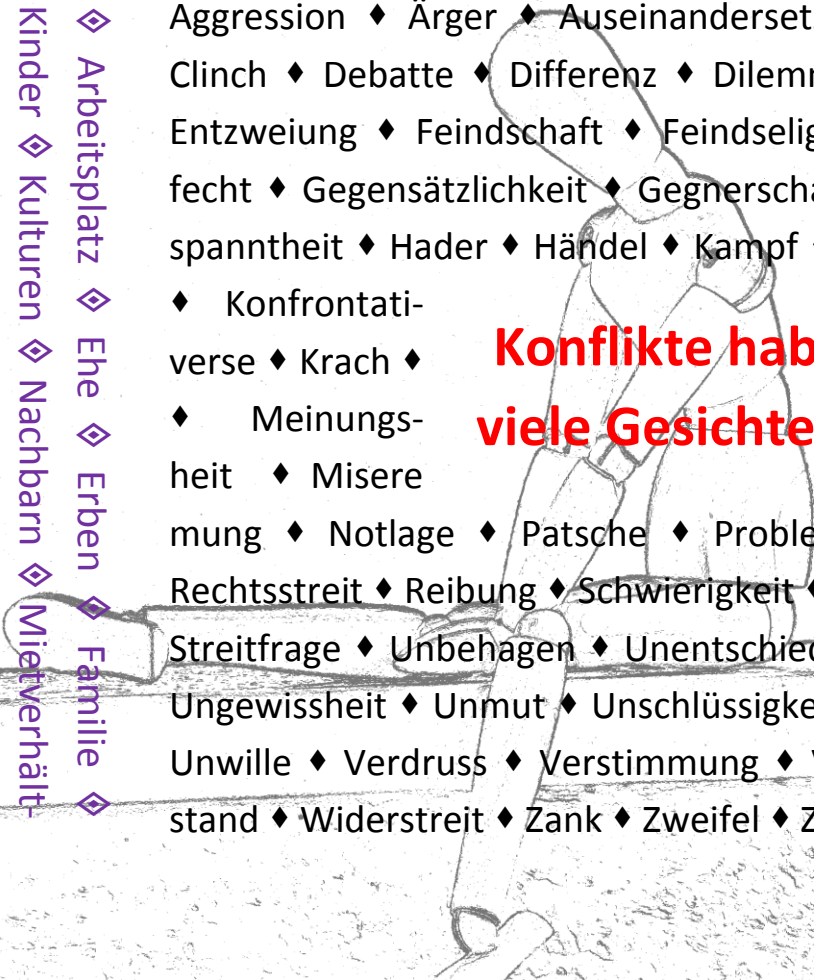 ◈ Arbeitsplatz ◈ Ehe ◈ Erben ◈ Familie ◈
Kinder ◈ Kulturen ◈ Nachbarn ◈ Mietverhält-
Aggression ♦ Ärger ♦ Auseinanderset
Clinch ♦ Debatte ♦ Differenz ♦ Dilem
Entzweiung ♦ Feindschaft ♦ Feindselig
fecht ♦ Gegensätzlichkeit ♦ Gegnerscha
spanntheit ♦ Hader ♦ Händel ♦ Kampf
♦ Konfrontati-
verse ♦ Krach ♦
♦ Meinungs-
heit ♦ Misere
Konflikte hab
viele Gesichte
mung ♦ Notlage ♦ Patsche ♦ Proble
Rechtsstreit ♦ Reibung ♦ Schwierigkeit ♦
Streitfrage ♦ Unbehagen ♦ Unentschied
Ungewissheit ♦ Unmut ♦ Unschlüssigke
Unwille ♦ Verdruss ♦ Verstimmung ♦
stand ♦ Widerstreit ♦ Zank ♦ Zweifel ♦ Z